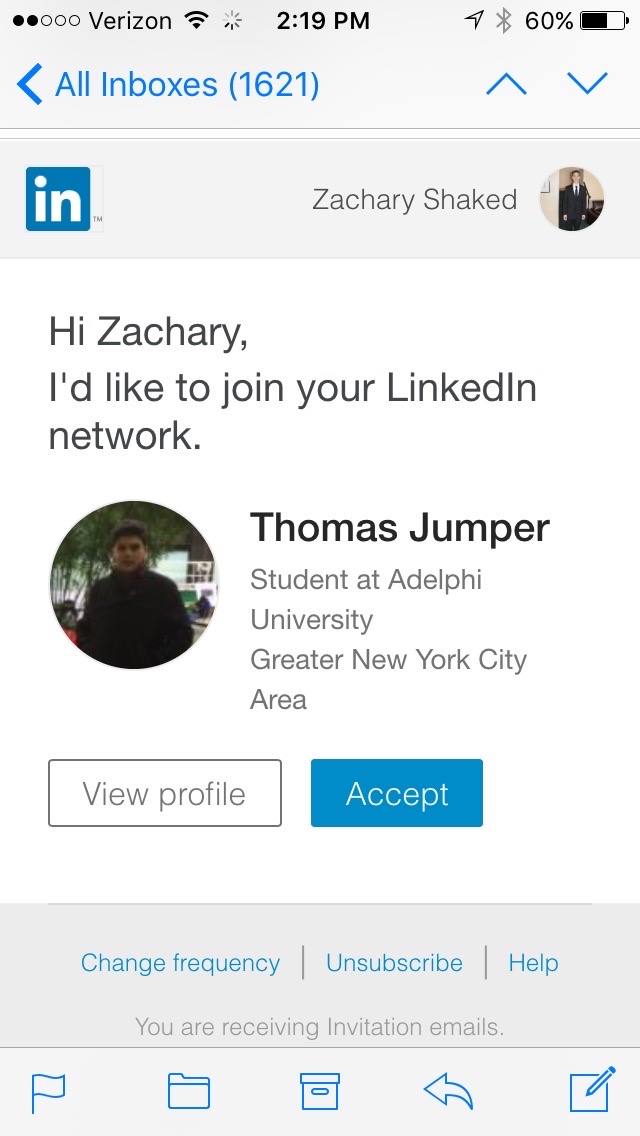 Verizon 2:19 PM 60%
All Inboxes (1621)
in™ Zachary Shaked
Hi Zachary,
I'd like to join your LinkedIn
network.
Thomas Jumper
Student at Adelphi
University
Greater New York City
Area
View profile Accept
Change frequency Unsubscribe Help
You are receiving Invitation emails.